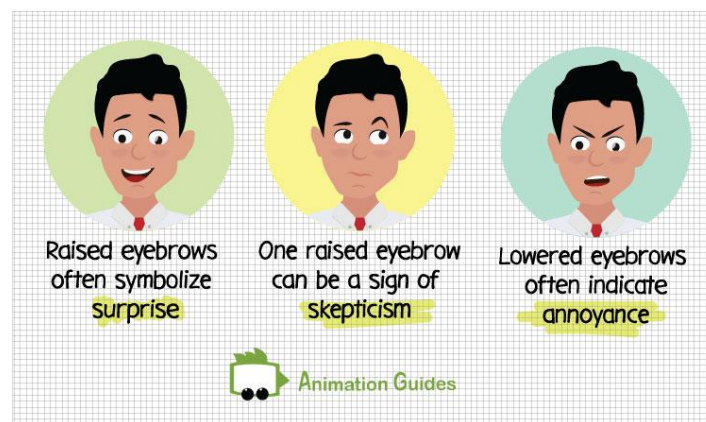 Raised eyebrows
often symbolize
surprise
One raised eyebrow
can be a sign of
skepticism
Lowered eyebrows
often indicate
annoyance
Animation Guides